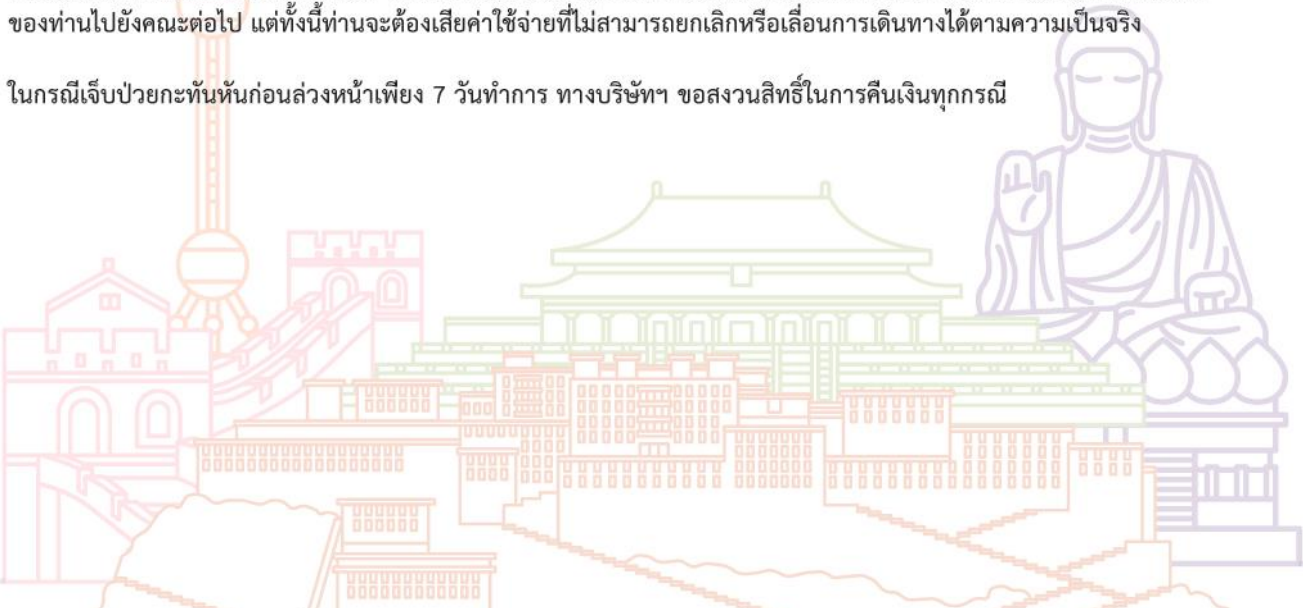 ของท่านไปยังคณะต่อไป แต่ทั้งนี้ท่านจะต้องเสียค่าใช้จ่ายที่ไม่สามารถยกเลิกหรือเลื่อนการเดินทางได้ตามความเป็นจริง
ในกรณีเจ็บป่วยกะทันหันก่อนล่วงหน้าเพียง 7 วันทำการ ทางบริษัทฯ ขอสงวนสิทธิ์ในการคืนเงินทุกกรณี